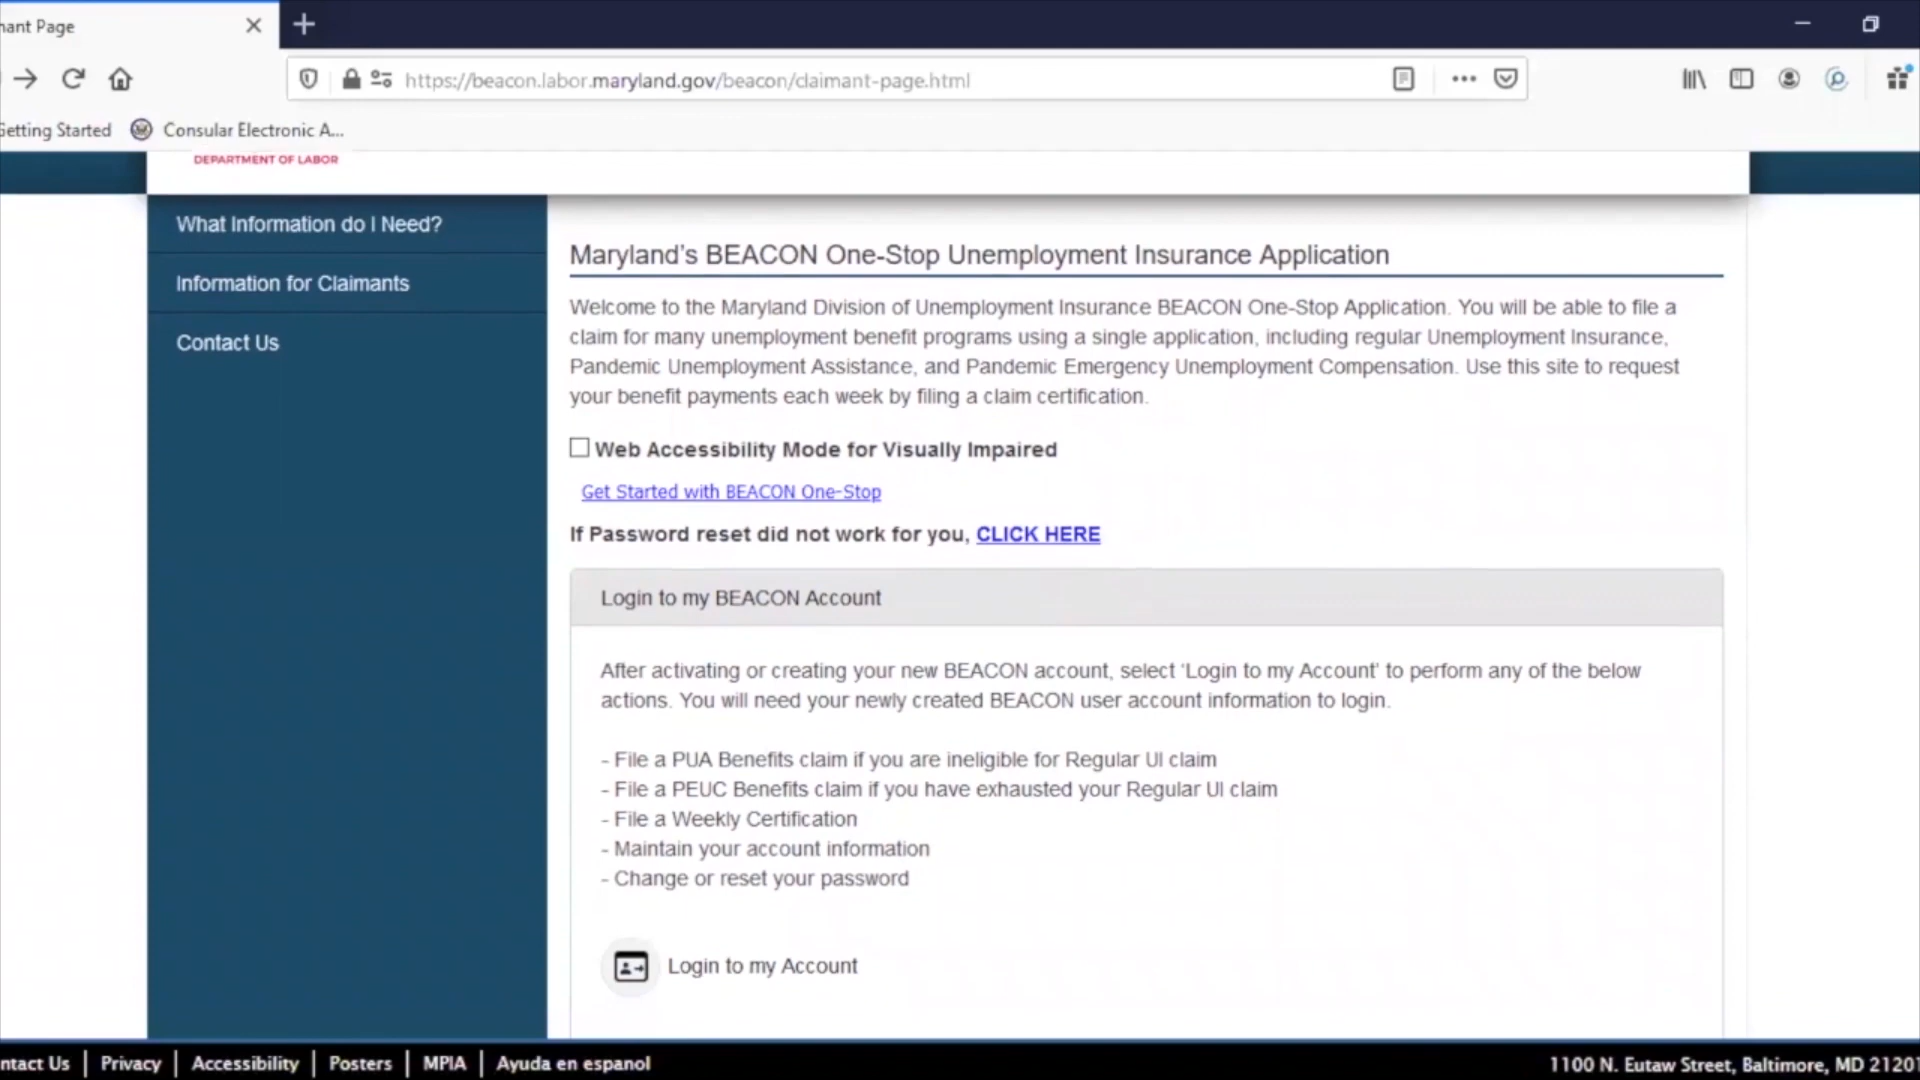 nant Page
https://beacon.labor.maryland.gov/beacon/claimant-page.html
Getting Started
Consular Electronic A...
DEPARTMENT OF LABOR
What Information do I Need?
Information for Claimants
Contact Us
Maryland's BEACON One-Stop Unemployment Insurance Application
Welcome to the Maryland Division of Unemployment Insurance BEACON One-Stop Application. You will be able to file a
claim for many unemployment benefit programs using a single application, including regular Unemployment Insurance,
Pandemic Unemployment Assistance, and Pandemic Emergency Unemployment Compensation. Use this site to request
your benefit payments each week by filing a claim certification.
Web Accessibility Mode for Visually Impaired
Get Started with BEACON One-Stop
If Password reset did not work for you, CLICK HERE
Login to my BEACON Account
After activating or creating your new BEACON account, select 'Login to my Account' to perform any of the below
actions. You will need your newly created BEACON user account information to login.
- File a PUA Benefits claim if you are ineligible for Regular UI claim
- File a PEUC Benefits claim if you have exhausted your Regular UI claim
- File a Weekly Certification
- Maintain your account information
- Change or reset your password
Login to my Account
ntact Us | Privacy | Accessibility | Posters | MPIA | Ayuda en espanol
1100 N. Eutaw Street, Baltimore, MD 21201